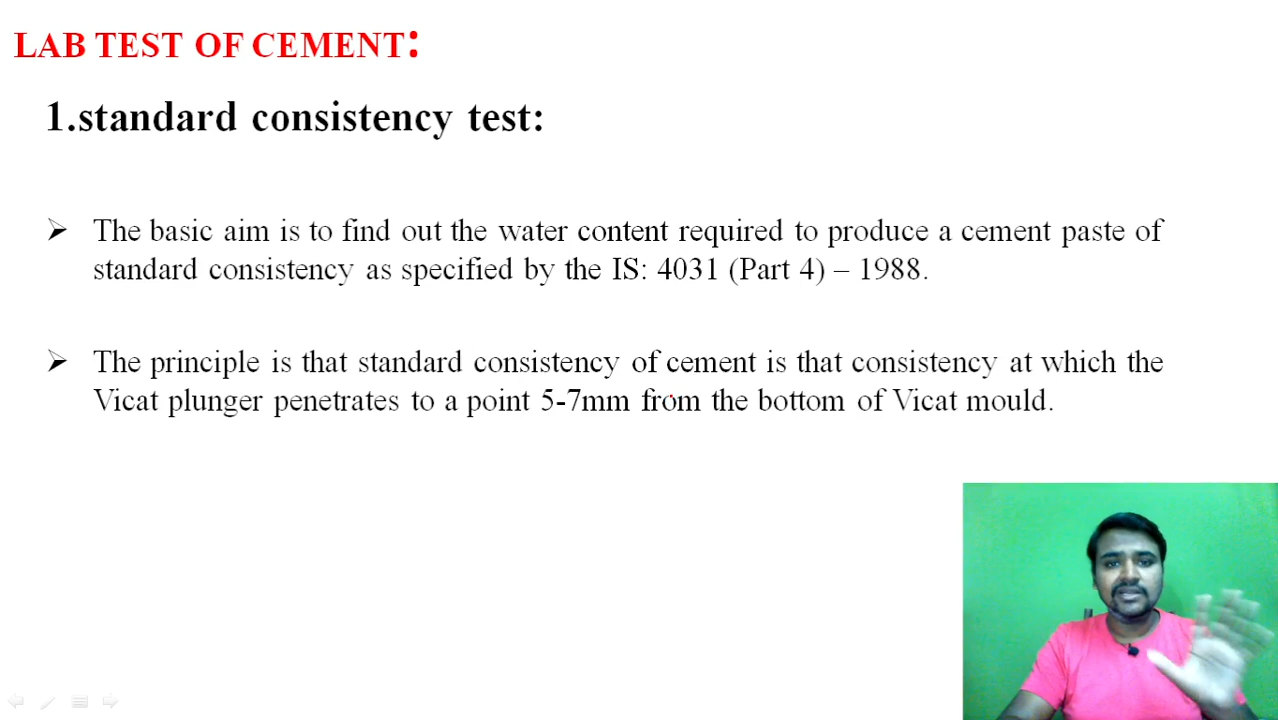 LAB TEST OF CEMENT:
1.standard consistency test:
➢ The basic aim is to find out the water content required to produce a cement paste of
standard consistency as specified by the IS: 4031 (Part 4) – 1988.
➢ The principle is that standard consistency of cement is that consistency at which the
Vicat plunger penetrates to a point 5-7mm from the bottom of Vicat mould.